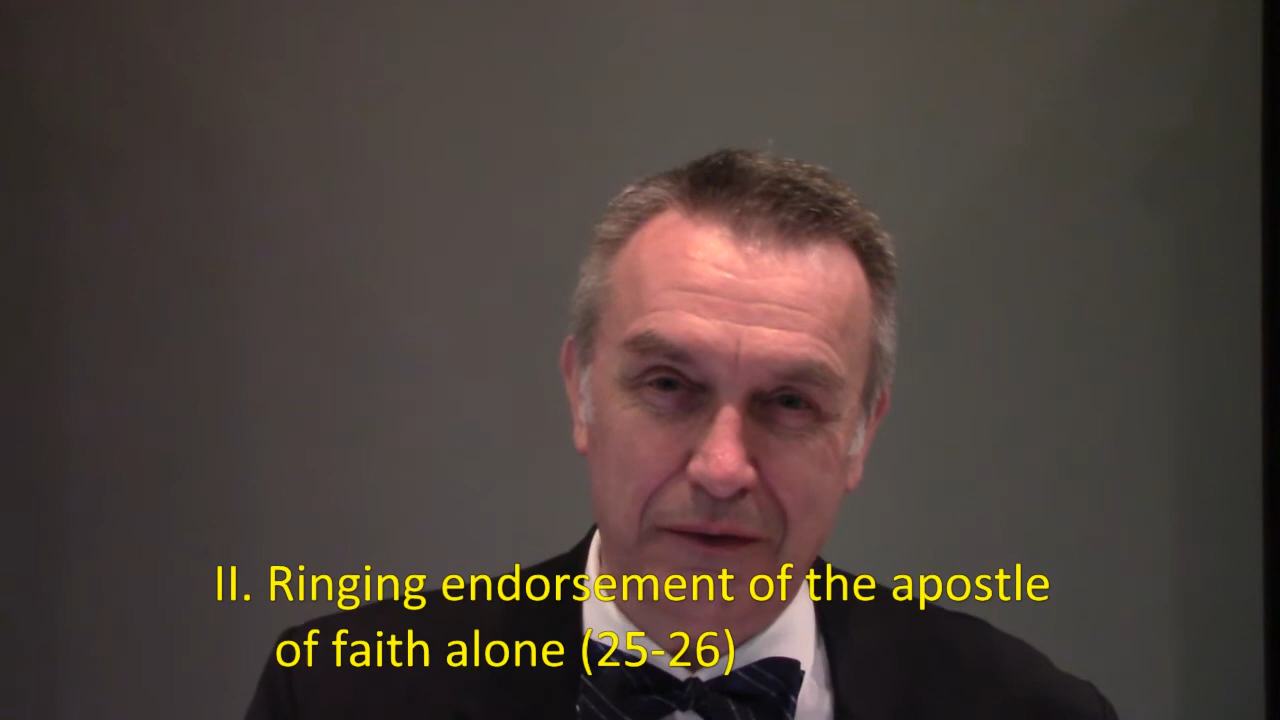 II. Ringing endorsement of the apostle
of faith alone (25-26)